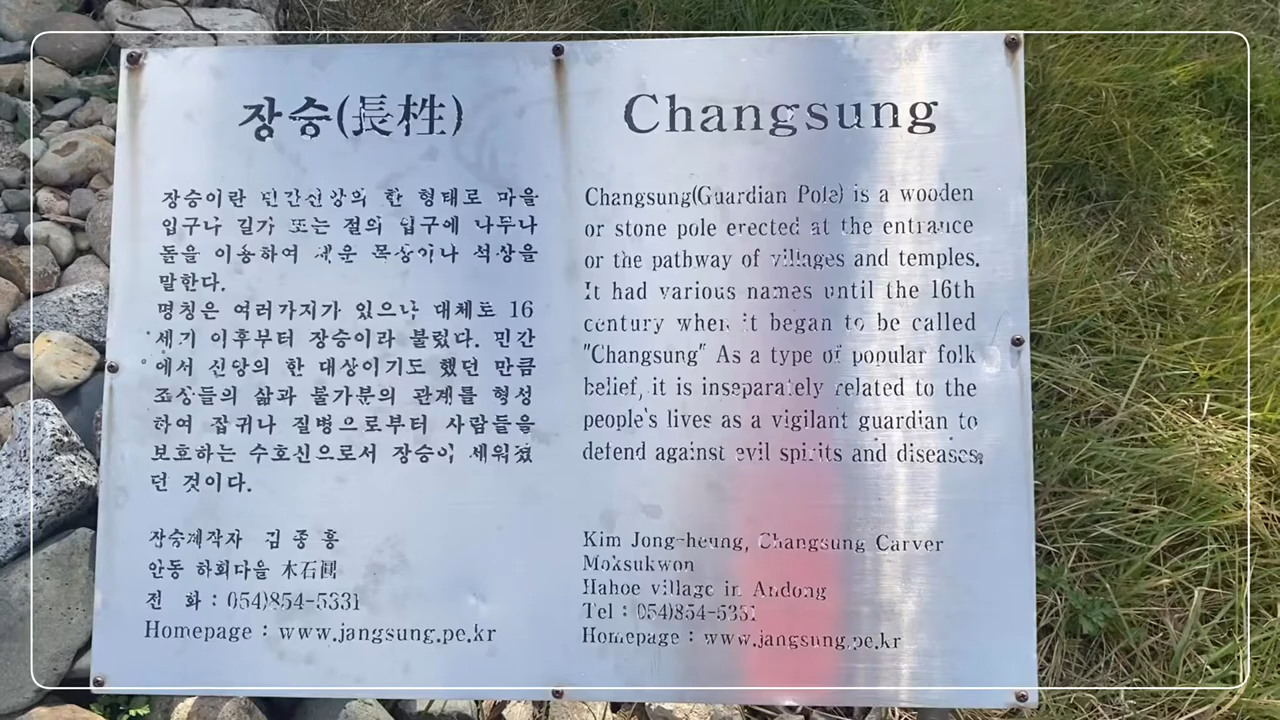 장승(長栍)
장승이란 민간신앙의 한 형태로 마을
입구나 길가 또는 절의 입구에 나무나
돌을 이용하여 세운 목상이나 석상을
말한다.
명칭은 여러가지가 있으나 대체로 16
세기 이후부터 장승이라 불렀다. 민간
에서 신앙의 한 대상이기도 했던 만큼
조상들의 삶과 불가분의 관계를 형성
하여 잡귀나 질병으로부터 사람들을
보호하는 수호신으로서 장승이 세워졌
던 것이다.
장승제작자 김종흥
안동 하회마을 木石圓
전 화 : 054)854-5331
Homepage : www.jangsung.pe.kr
Changsung
Changsung(Guardian Pole) is a wooden
or stone pole erected at the entrance
or the pathway of villages and temples.
It had various names until the 16th
century when it began to be called
"Changsung" As a type of popular folk
belief, it is inseparately related to the
people's lives as a vigilant guardian to
defend against evil spirits and diseases.
Kim Jong-heung, Changsung Carver
Moksukwon
Hahoe village in Andong
Tel : 054)854-5331
Homepage : www.jangsung.pe.kr